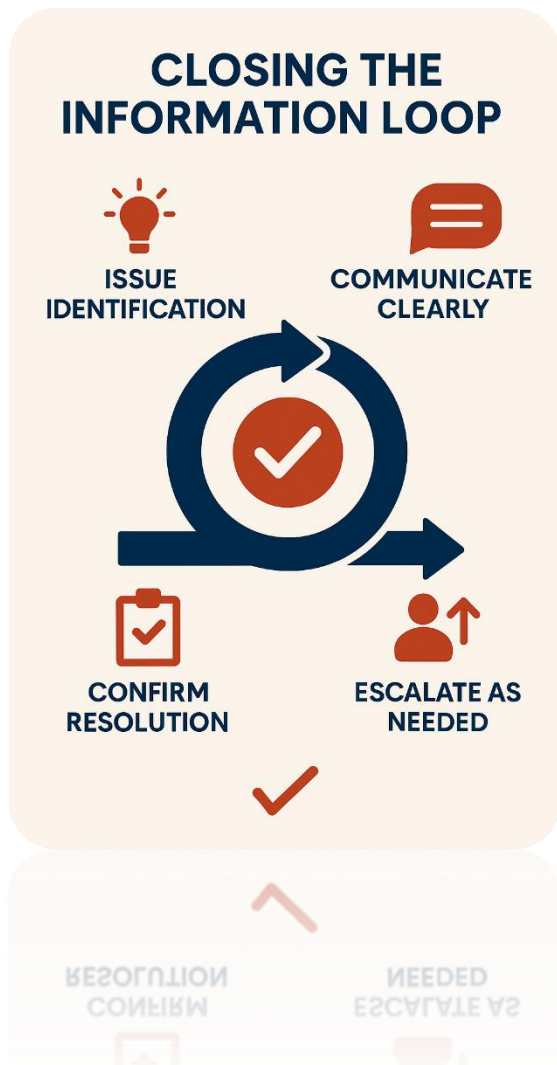 CLOSING THE
INFORMATION LOOP
ISSUE
IDENTIFICATION
COMMUNICATE
CLEARLY
CONFIRM
RESOLUTION
ESCALATE AS
NEEDED